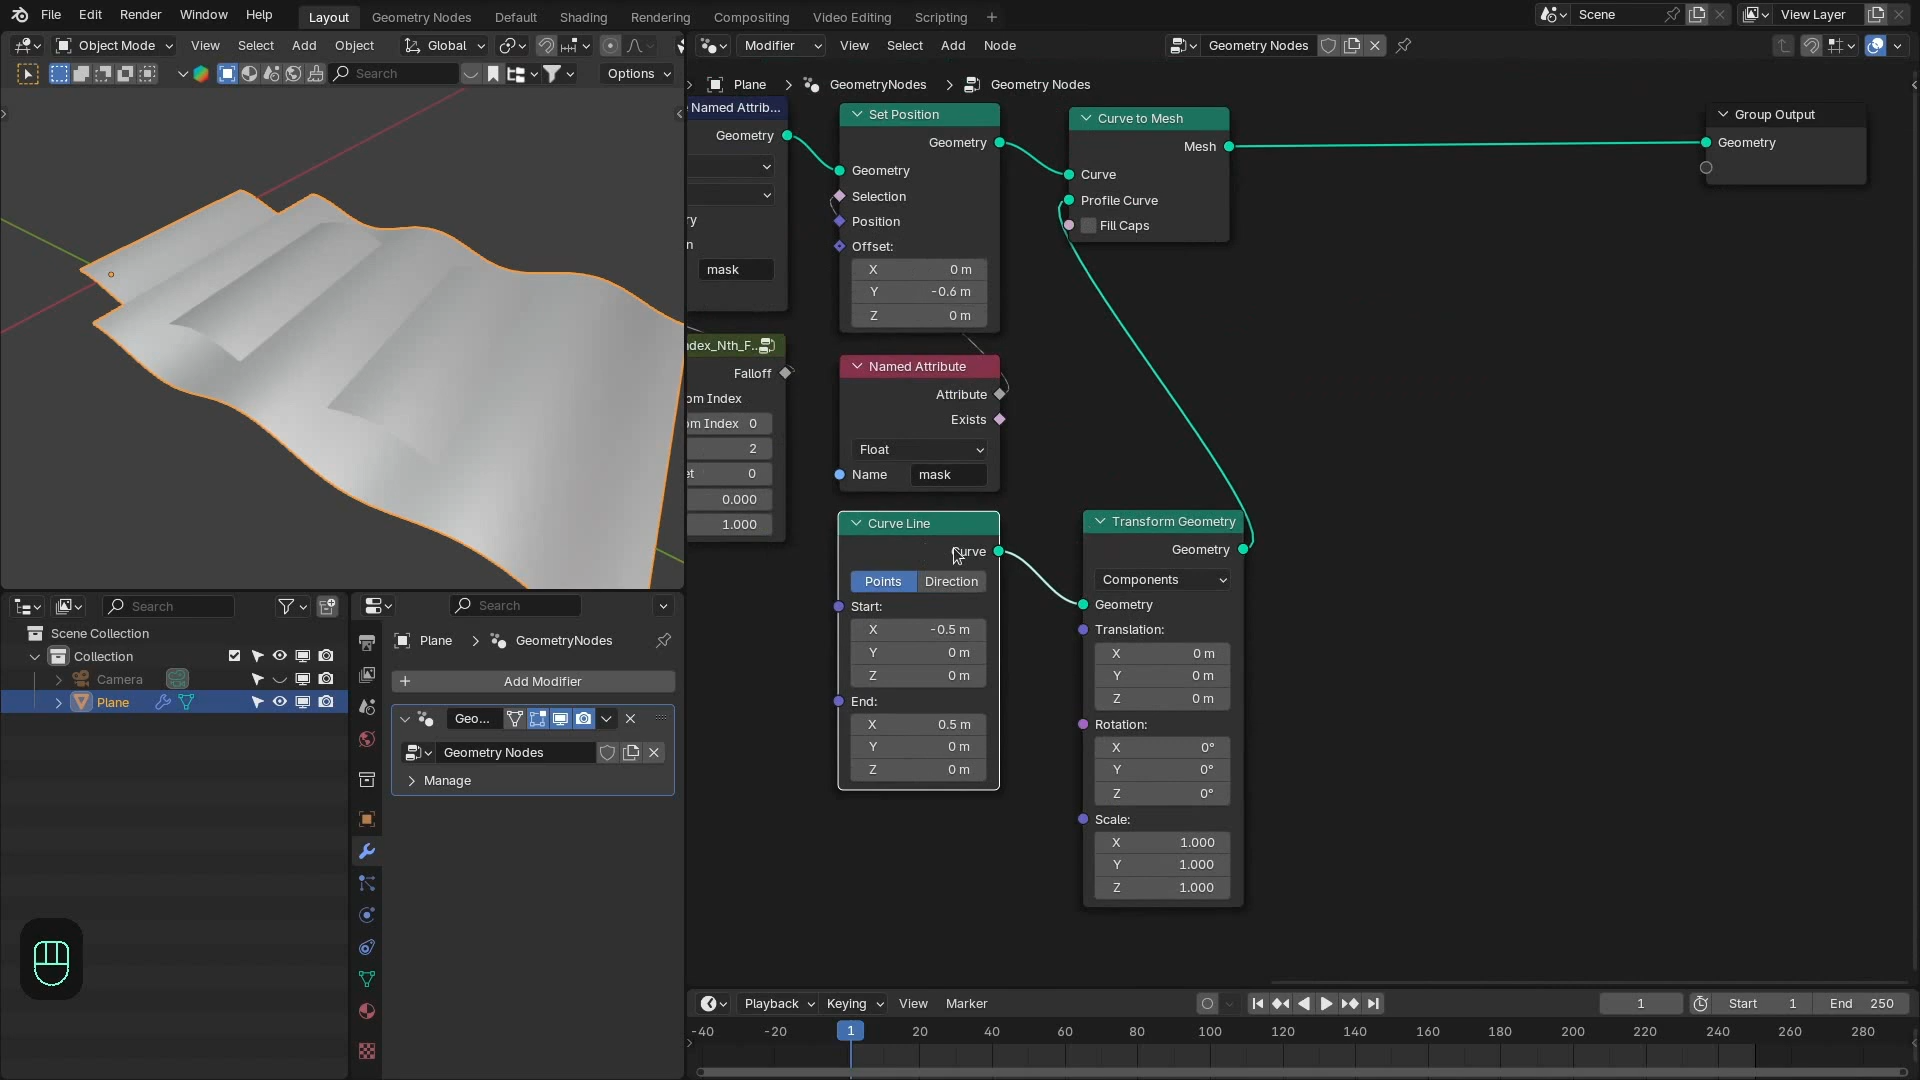 File Edit Render Window Help Layout Geometry Nodes Default Shading Rendering Compositing Video Editing Scripting + Scene View Layer
Object Mode View Select Add Object Global
Search Options
Modifier View Select Add Node Geometry Nodes
Plane > GeometryNodes > Geometry Nodes
Named Attrib...
Geometry
mask
Set Position
Geometry
Geometry
Selection
Position
Offset:
X 0 m
Y -0.6 m
Z 0 m
Curve to Mesh
Mesh
Curve
Profile Curve
Fill Caps
Group Output
Geometry
ndex_Nth_F...
Falloff
om Index
om Index 0
2
et 0
0.000
1.000
Named Attribute
Attribute
Exists
Float
Name mask
Curve Line
Curve
Points Direction
Start:
X -0.5 m
Y 0 m
Z 0 m
End:
X 0.5 m
Y 0 m
Z 0 m
Transform Geometry
Geometry
Components
Geometry
Translation:
X 0 m
Y 0 m
Z 0 m
Rotation:
X 0°
Y 0°
Z 0°
Scale:
X 1.000
Y 1.000
Z 1.000
Search
Scene Collection
Collection
Camera
Plane
Search
Plane > GeometryNodes
+ Add Modifier
Geo...
Geometry Nodes
Manage
Playback Keying View Marker 1 Start 1 End 250
-40 -20 1 20 40 60 80 100 120 140 160 180 200 220 240 260 280